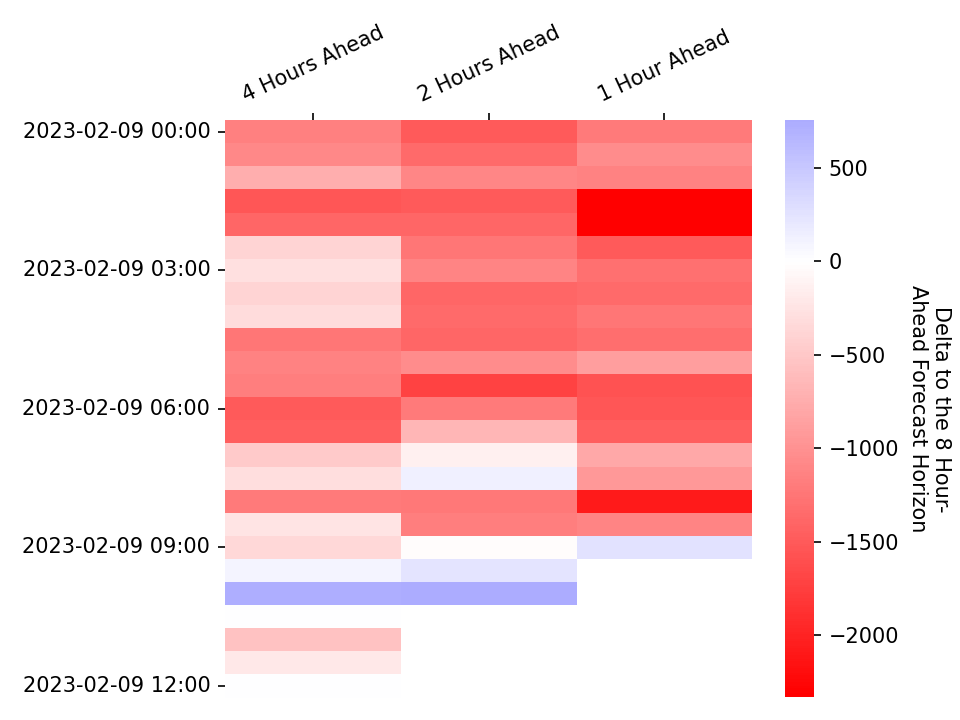 4 Hours Ahead
2 Hours Ahead
1 Hour Ahead
2023-02-09 00:00
2023-02-09 03:00
2023-02-09 06:00
2023-02-09 09:00
2023-02-09 12:00
500
0
−500
−1000
−1500
−2000
Delta to the 8 Hour-
Ahead Forecast Horizon